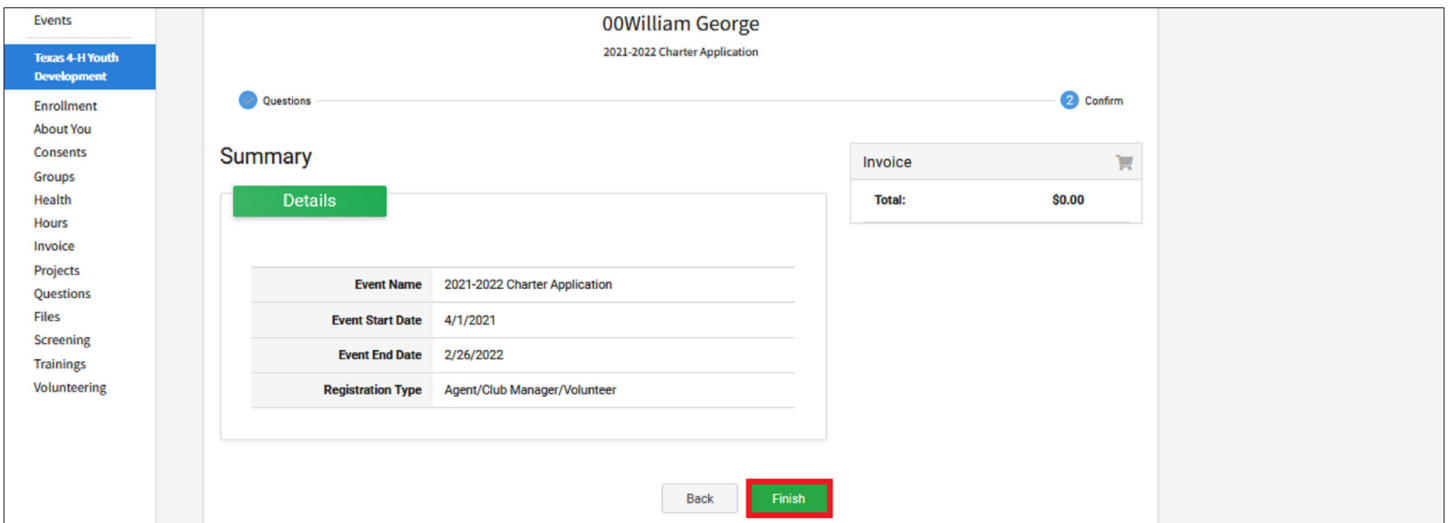 Events
Texas 4-H Youth
Development
Enrollment
About You
Consents
Groups
Health
Hours
Invoice
Projects
Questions
Files
Screening
Trainings
Volunteering
00William George
2021-2022 Charter Application
Questions
2 Confirm
Summary
Details
Event Name 2021-2022 Charter Application
Event Start Date 4/1/2021
Event End Date 2/26/2022
Registration Type Agent/Club Manager/Volunteer
Invoice
Total: $0.00
Back Finish